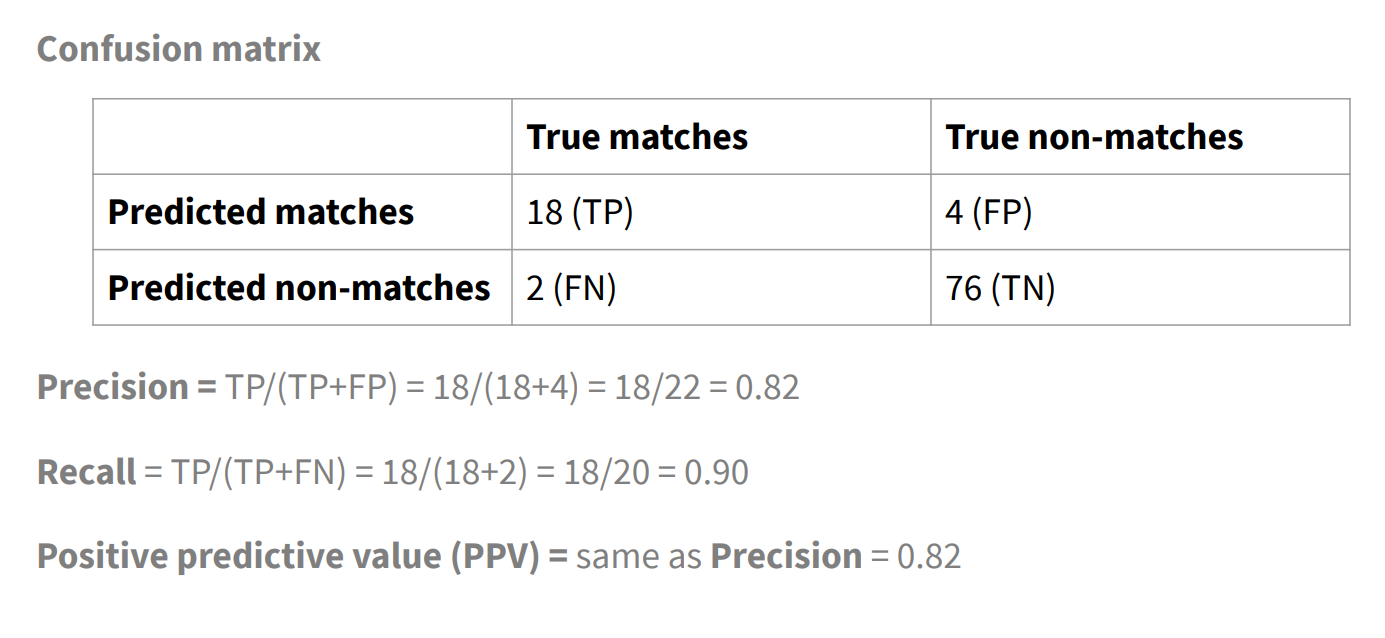 Confusion matrix
True matches True non-matches
Predicted matches 18 (TP) 4 (FP)
Predicted non-matches 2 (FN) 76 (TN)
Precision = TP/(TP+FP) = 18/(18+4) = 18/22 = 0.82
Recall = TP/(TP+FN) = 18/(18+2) = 18/20 = 0.90
Positive predictive value (PPV) = same as Precision = 0.82